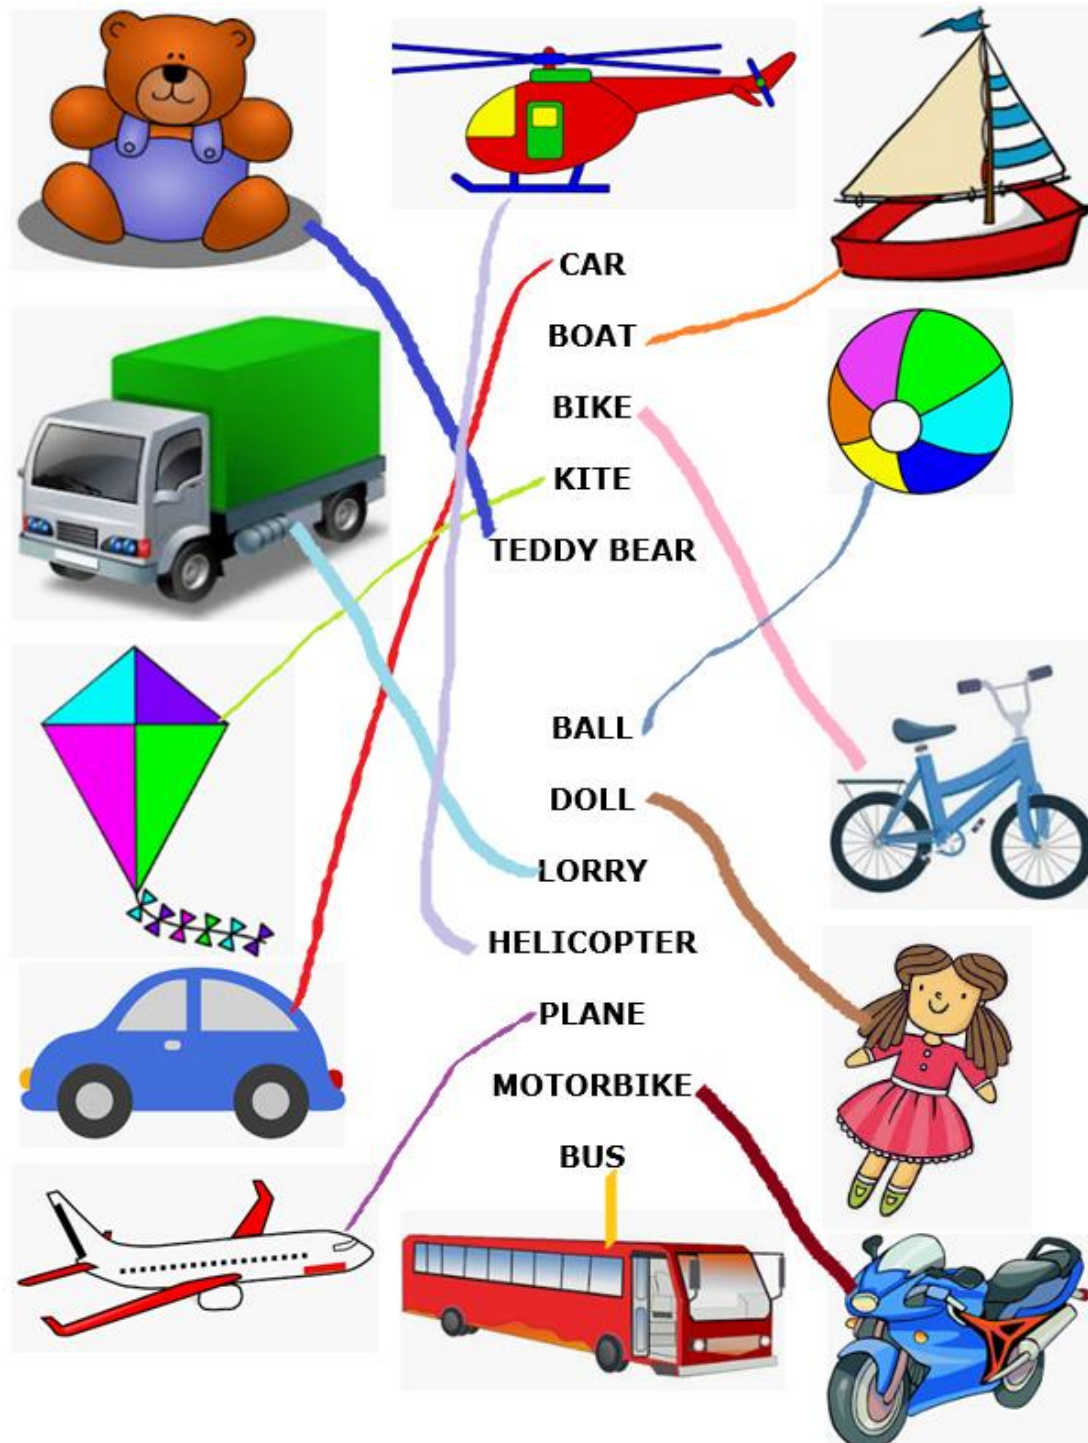 CAR
BOAT
BIKE
KITE
TEDDY BEAR
BALL
DOLL
LORRY
HELICOPTER
PLANE
MOTORBIKE
BUS